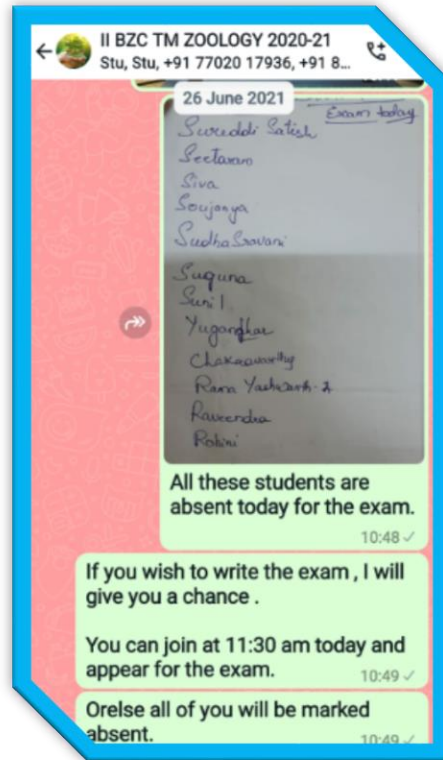 II BZC TM ZOOLOGY 2020-21
Stu, Stu, +91 77020 17936, +91 8...
26 June 2021
Exam today
Sureddi Satish
Seetaram
Siva
Soujanya
Sudha Sravani
Suguna
Sunil
Yugandhar
Chakravarthy
Rama Yashwanth.
Raveendra
Rohini
All these students are
absent today for the exam.
10:48
If you wish to write the exam , I will
give you a chance .
You can join at 11:30 am today and
appear for the exam.
10:49
Orelse all of you will be marked
absent.
10:49